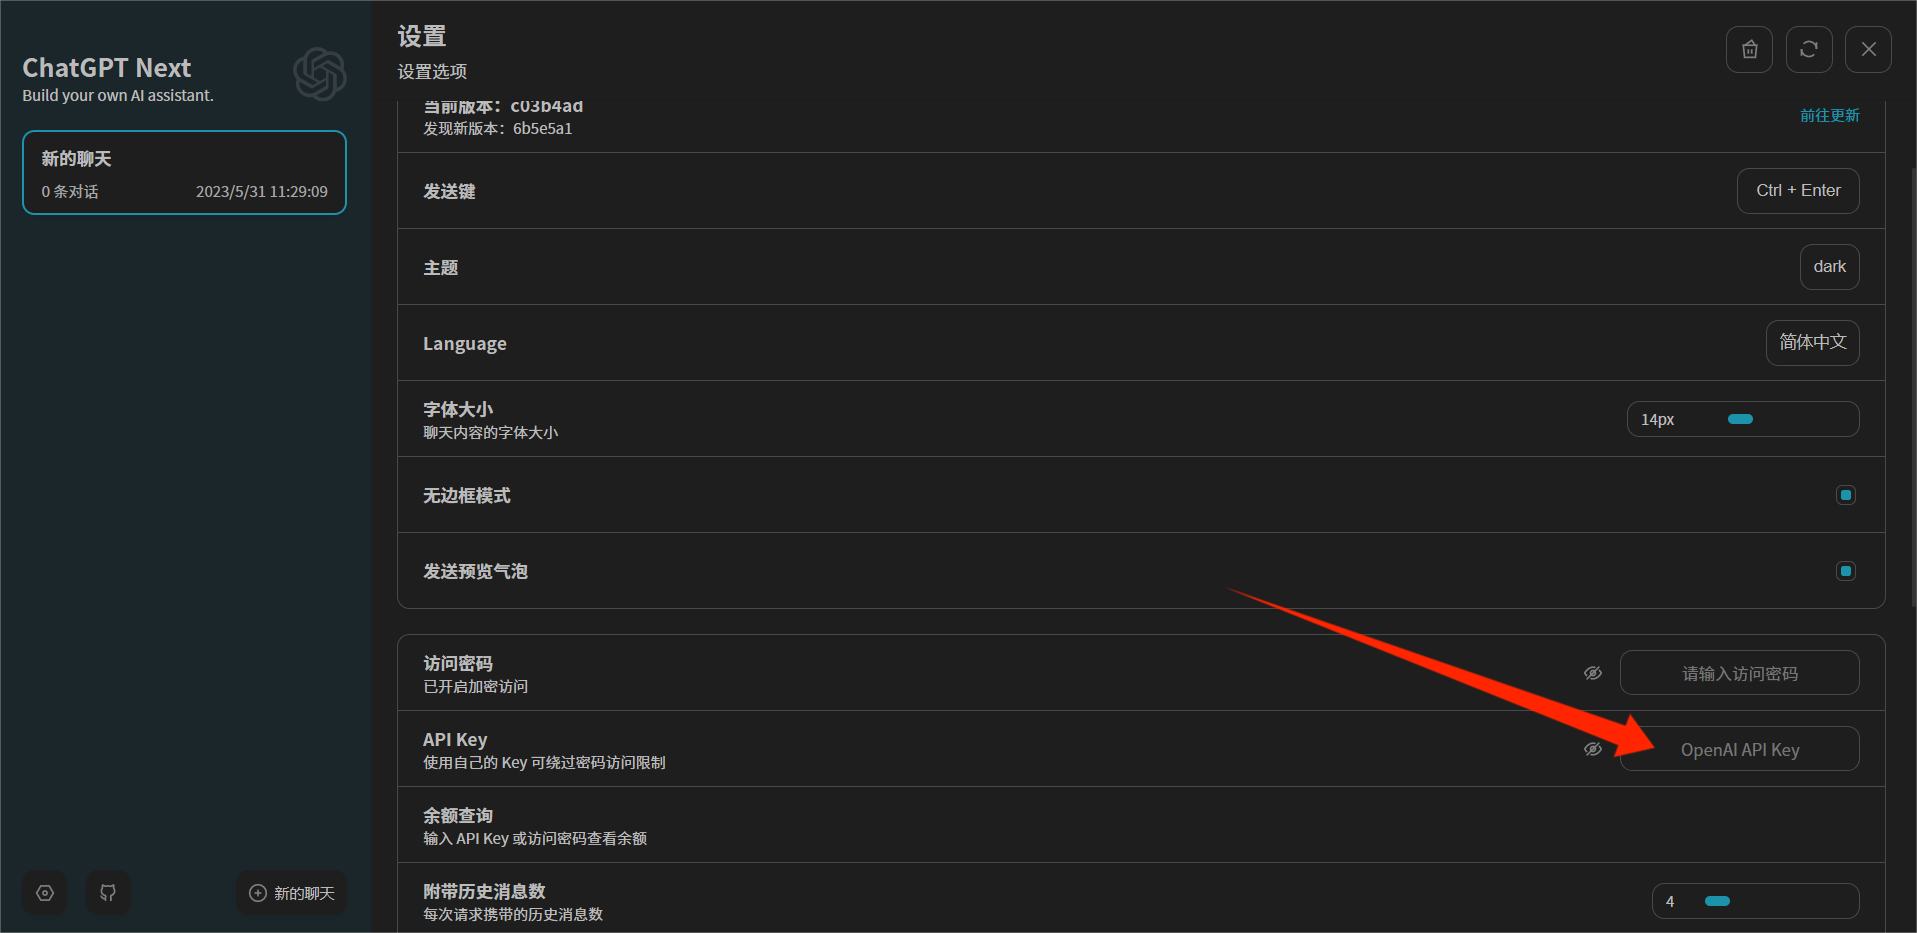 ChatGPT Next
Build your own AI assistant.
新的聊天
0 条对话
2023/5/31 11:29:09
新的聊天
设置
设置选项
当前版本：c03b4ad
发现新版本：6b5e5a1
前往更新
发送键
Ctrl + Enter
主题
dark
Language
简体中文
字体大小
聊天内容的字体大小
14px
无边框模式
发送预览气泡
访问密码
已开启加密访问
请输入访问密码
API Key
使用自己的 Key 可绕过密码访问限制
OpenAI API Key
余额查询
输入 API Key 或访问密码查看余额
附带历史消息数
每次请求携带的历史消息数
4